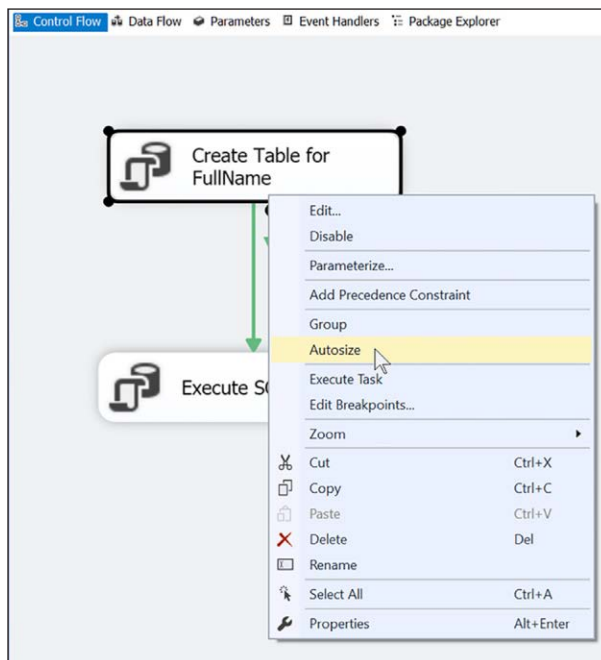 Control Flow Data Flow Parameters Event Handlers Package Explorer
Create Table for
FullName
Edit...
Disable
Parameterize...
Add Precedence Constraint
Group
Autosize
Execute Task
Edit Breakpoints...
Zoom
Cut Ctrl+X
Copy Ctrl+C
Paste Ctrl+V
Delete Del
Rename
Select All Ctrl+A
Properties Alt+Enter
Execute